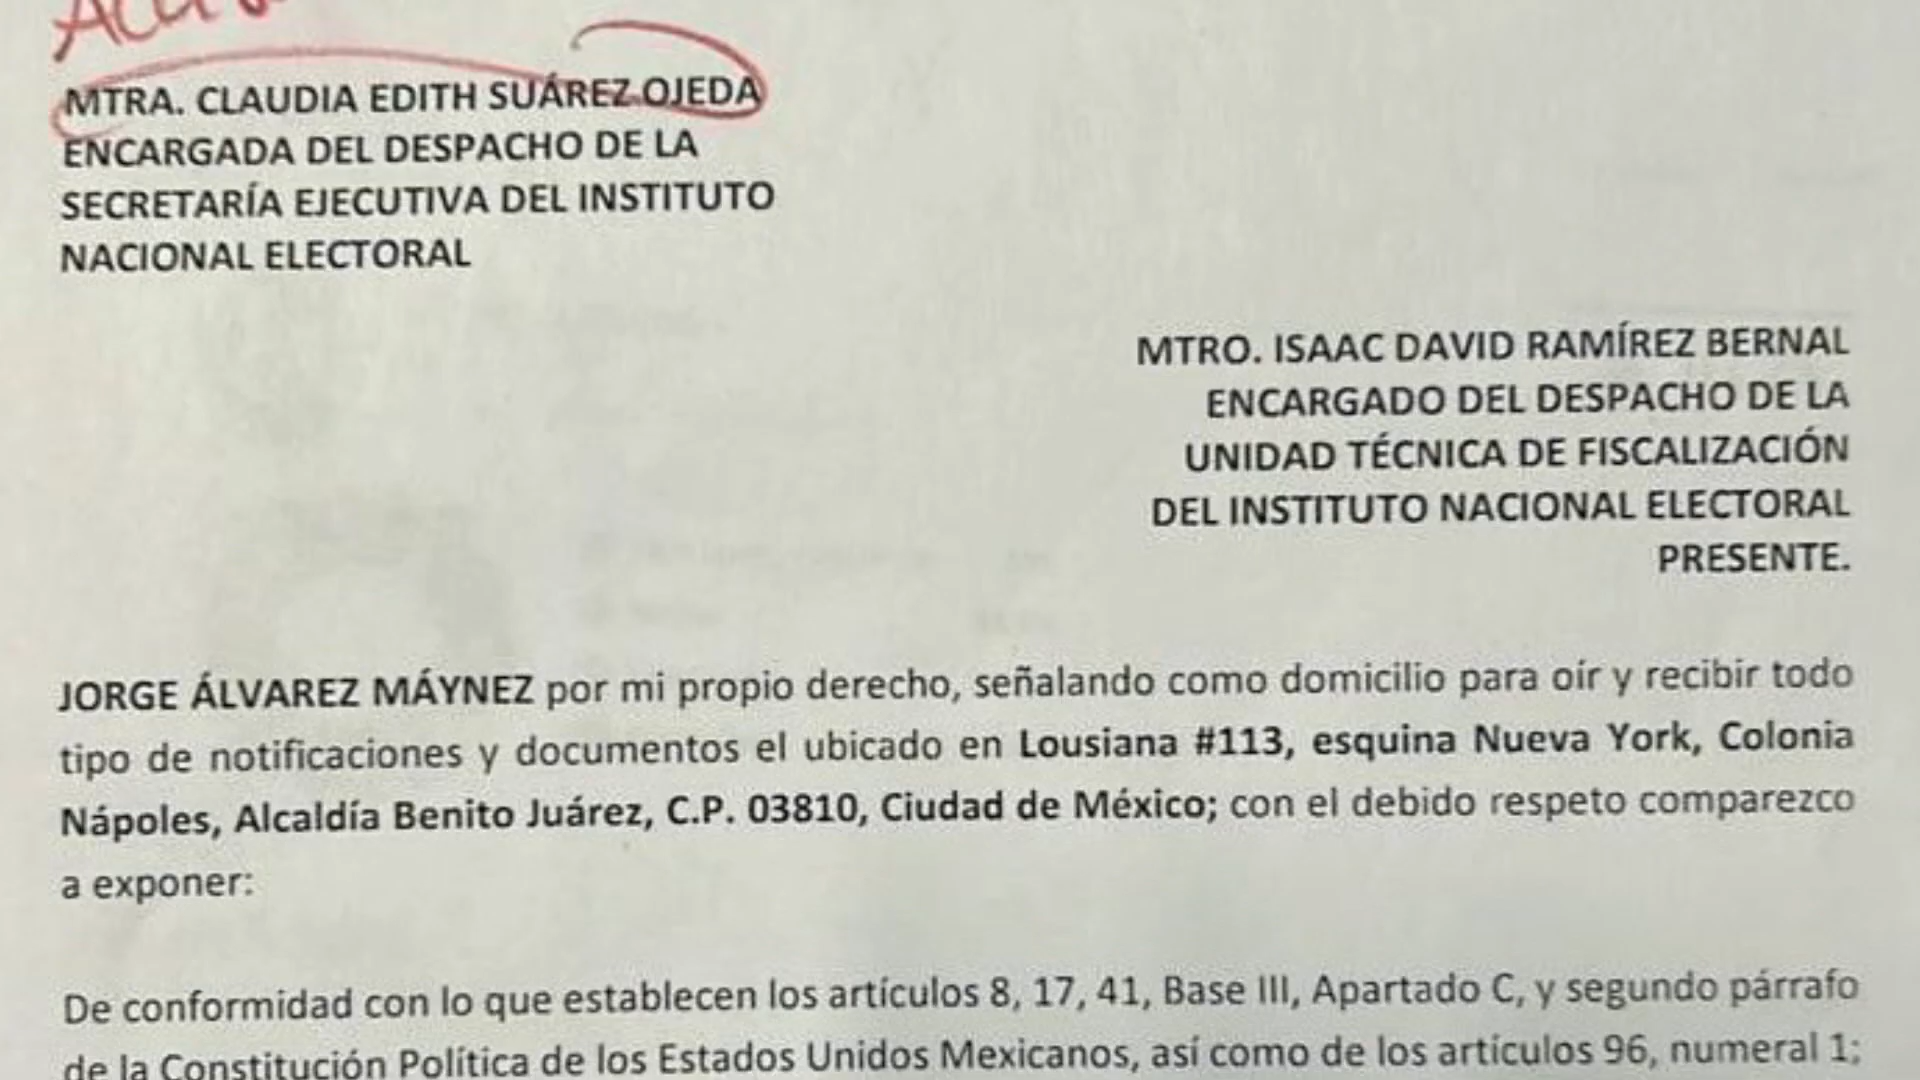 MTRA. CLAUDIA EDITH SUÁREZ OJEDA
ENCARGADA DEL DESPACHO DE LA
SECRETARÍA EJECUTIVA DEL INSTITUTO
NACIONAL ELECTORAL
MTRO. ISAAC DAVID RAMÍREZ BERNAL
ENCARGADO DEL DESPACHO DE LA
UNIDAD TÉCNICA DE FISCALIZACIÓN
DEL INSTITUTO NACIONAL ELECTORAL
PRESENTE.
JORGE ÁLVAREZ MÁYNEZ por mi propio derecho, señalando como domicilio para oír y recibir todo
tipo de notificaciones y documentos el ubicado en Lousiana #113, esquina Nueva York, Colonia
Nápoles, Alcaldía Benito Juárez, C.P. 03810, Ciudad de México; con el debido respeto comparezco
a exponer:
De conformidad con lo que establecen los artículos 8, 17, 41, Base III, Apartado C, y segundo párrafo
de la Constitución Política de los Estados Unidos Mexicanos, así como de los artículos 96, numeral 1;